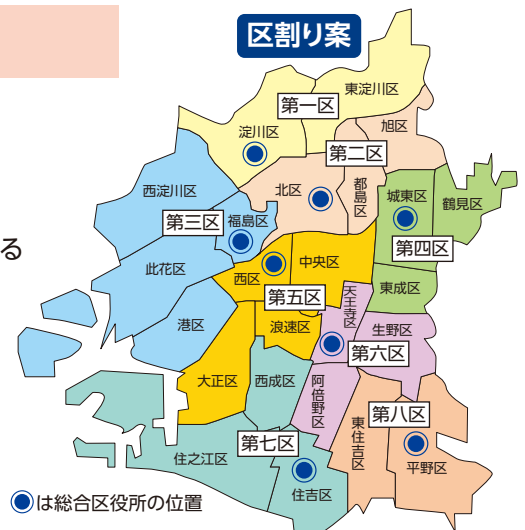 区割り案
東淀川区
第一区
淀川区
旭区
第二区
西淀川区
北区
都島区
城東区
鶴見区
第三区
福島区
る
第四区
中央区
此花区
西区
東成区
第五区
天王寺区
港区
浪速区
生野区
第六区
大正区
西成区
阿倍野区
第八区
東住吉区
第七区
住之江区
平野区
住吉区
は総合区役所の位置